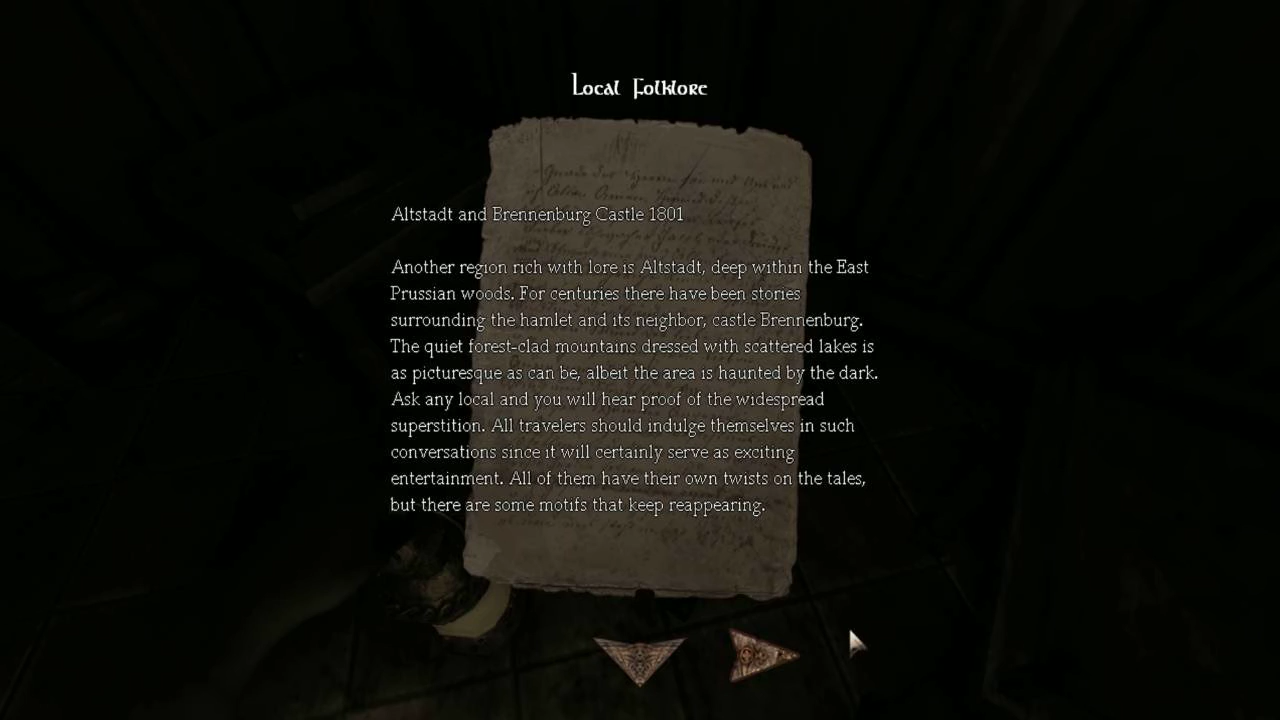 Local Folklore
Altstadt and Brennenburg Castle 1801
Another region rich with lore is Altstadt, deep within the East
Prussian woods. For centuries there have been stories
surrounding the hamlet and its neighbor, castle Brennenburg.
The quiet forest-clad mountains dressed with scattered lakes is
as picturesque as can be, albeit the area is haunted by the dark.
Ask any local and you will hear proof of the widespread
superstition. All travelers should indulge themselves in such
conversations since it will certainly serve as exciting
entertainment. All of them have their own twists on the tales,
but there are some motifs that keep reappearing.